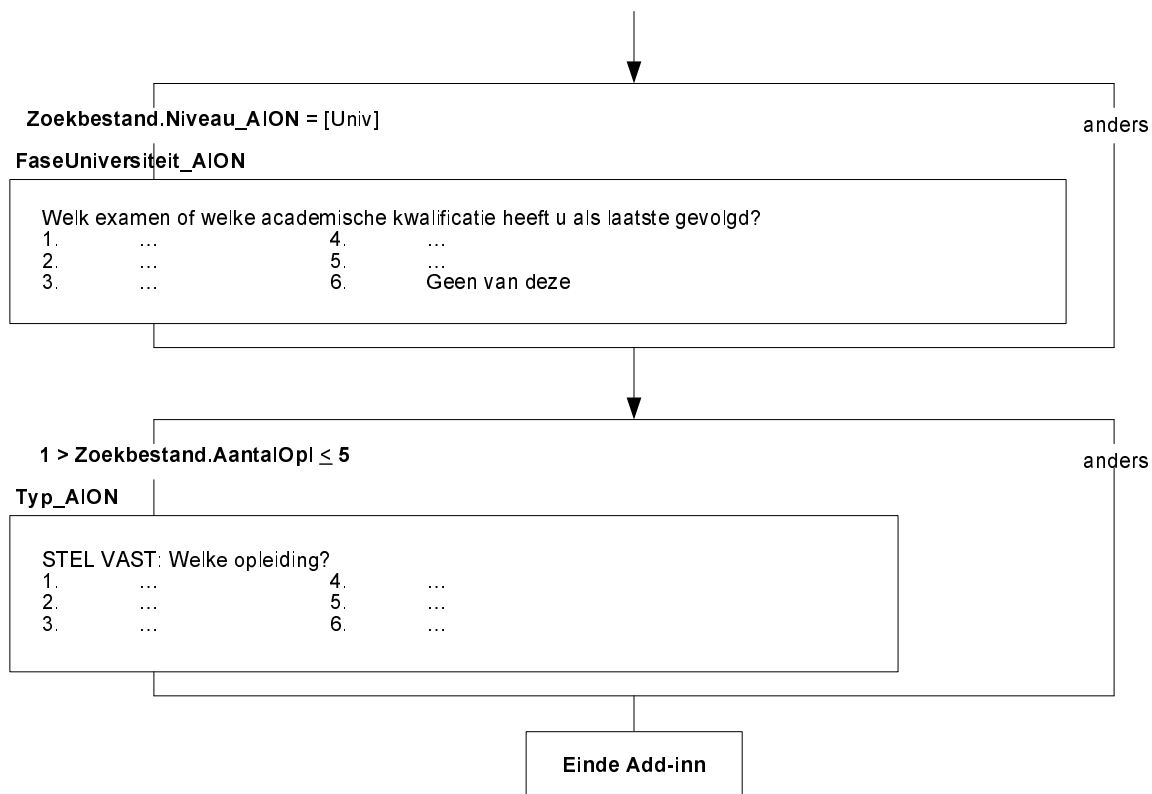 Zoekbestand.Niveau_AION = [Univ]
anders
FaseUniversiteit_AION
Welk examen of welke academische kwalificatie heeft u als laatste gevolgd?
1. ... 4. ...
2. ... 5. ...
3. ... 6. Geen van deze
1 > Zoekbestand.AantalOpl ≤ 5
anders
Typ_AION
STEL VAST: Welke opleiding?
1. ... 4. ...
2. ... 5. ...
3. ... 6. ...
Einde Add-inn